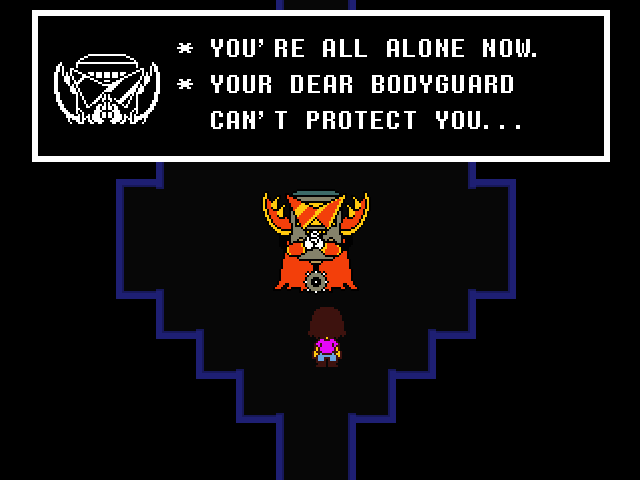 * YOU'RE ALL ALONE NOW.
* YOUR DEAR BODYGUARD
CAN'T PROTECT YOU...